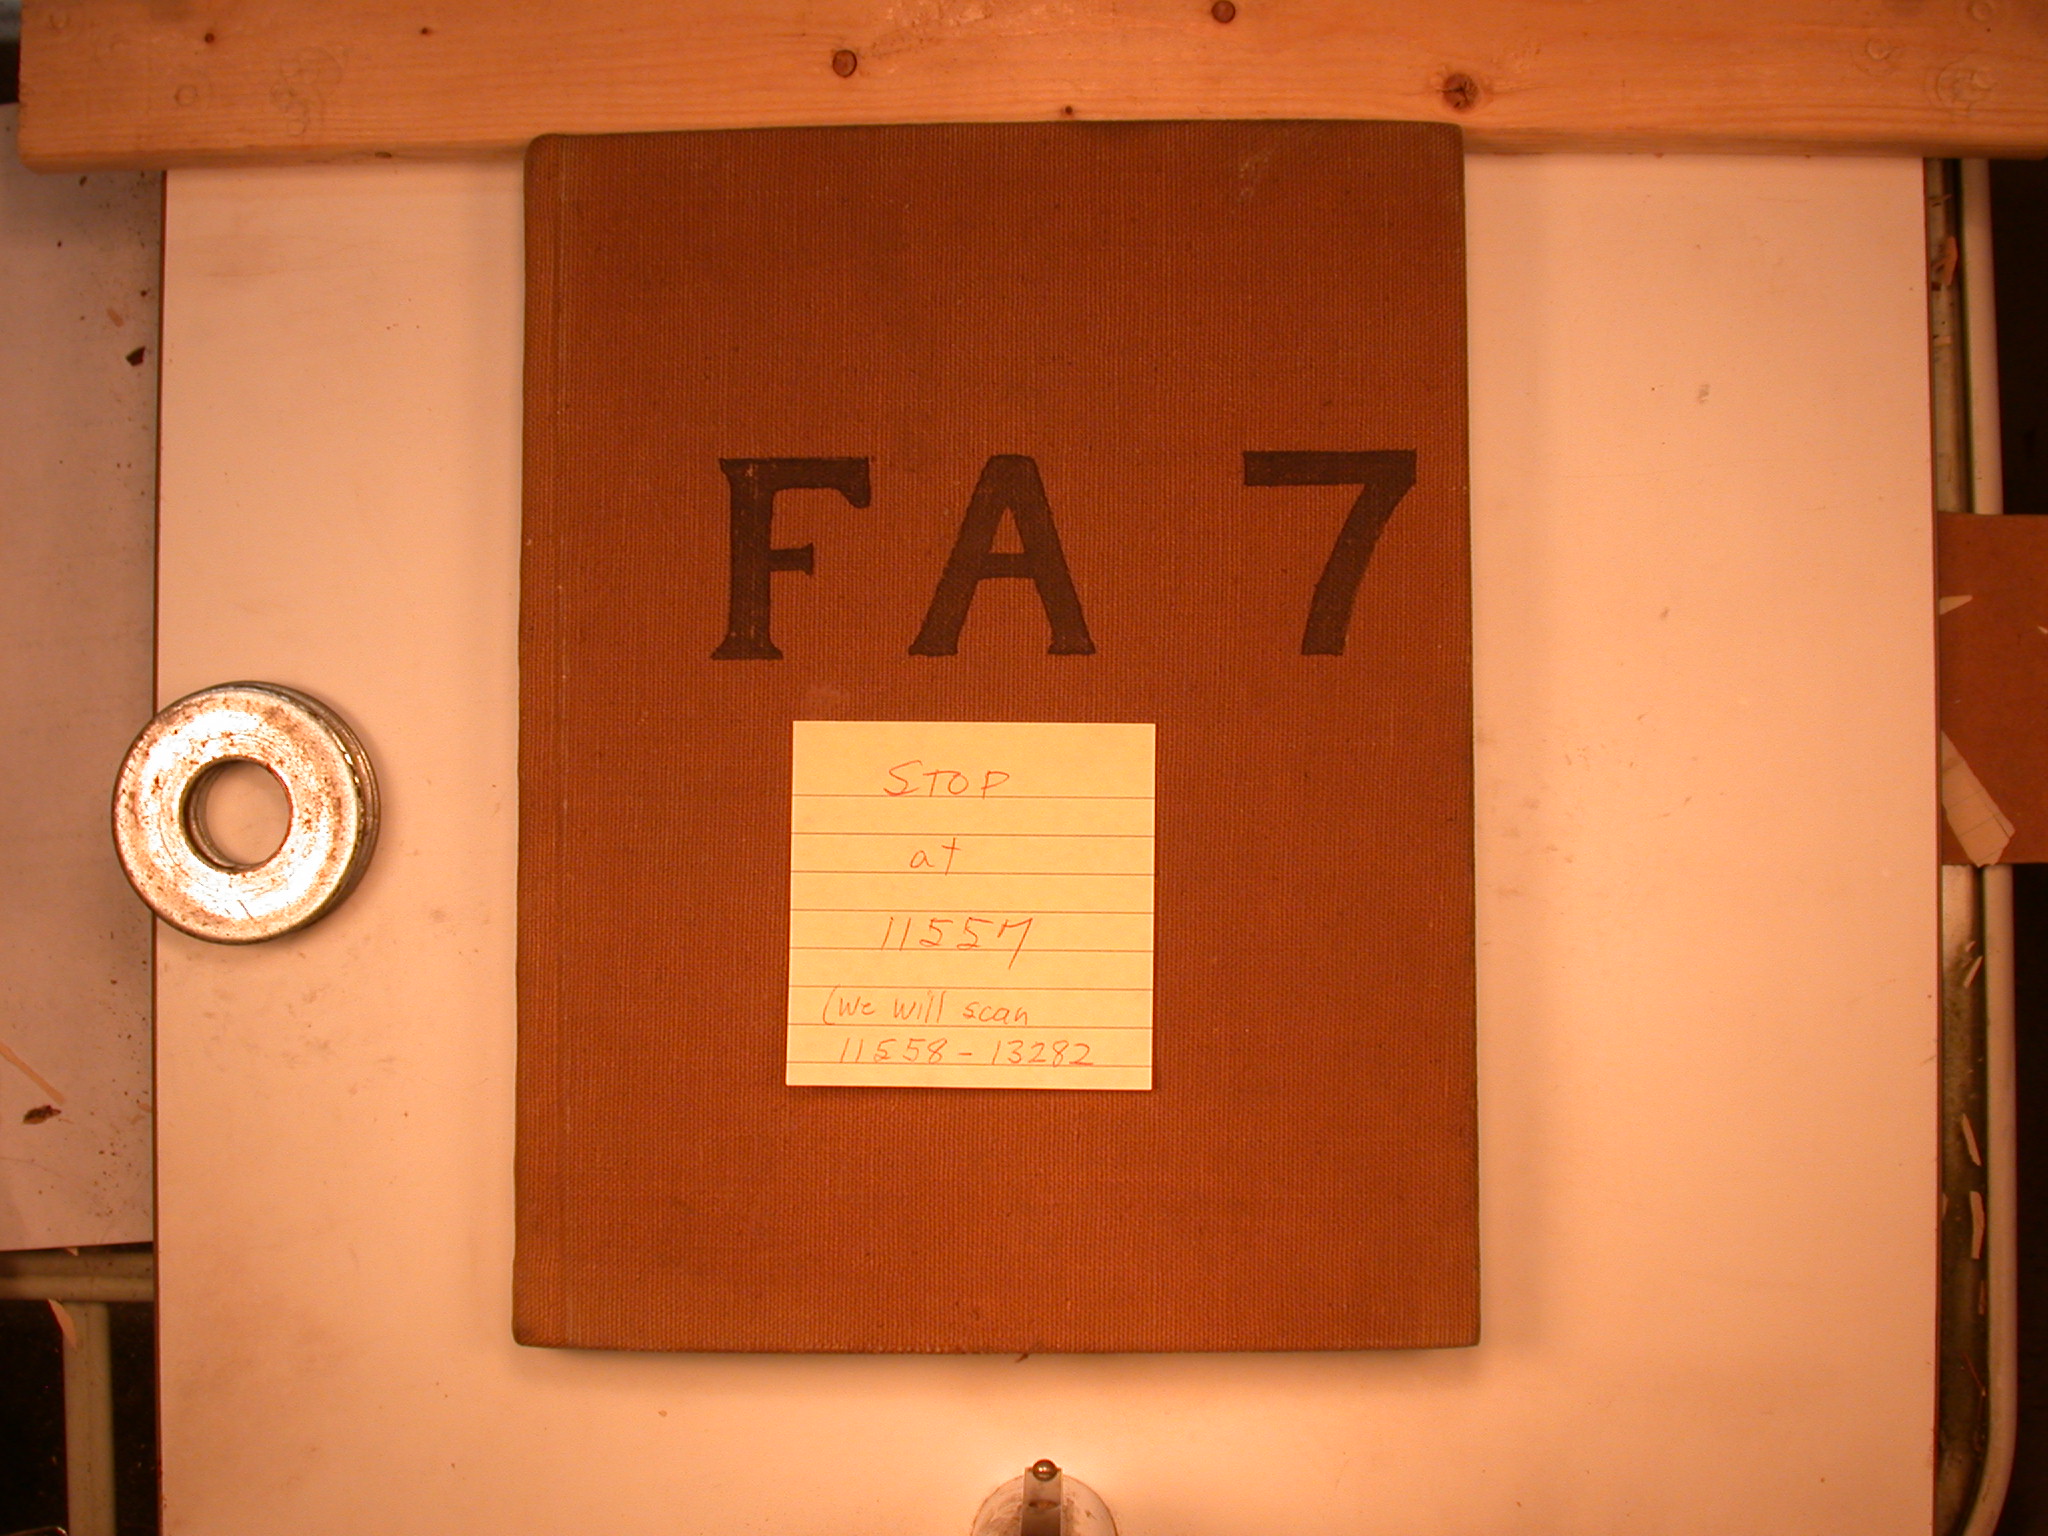 FA 7
STOP
at
11557
(we will scan
11558 - 13282